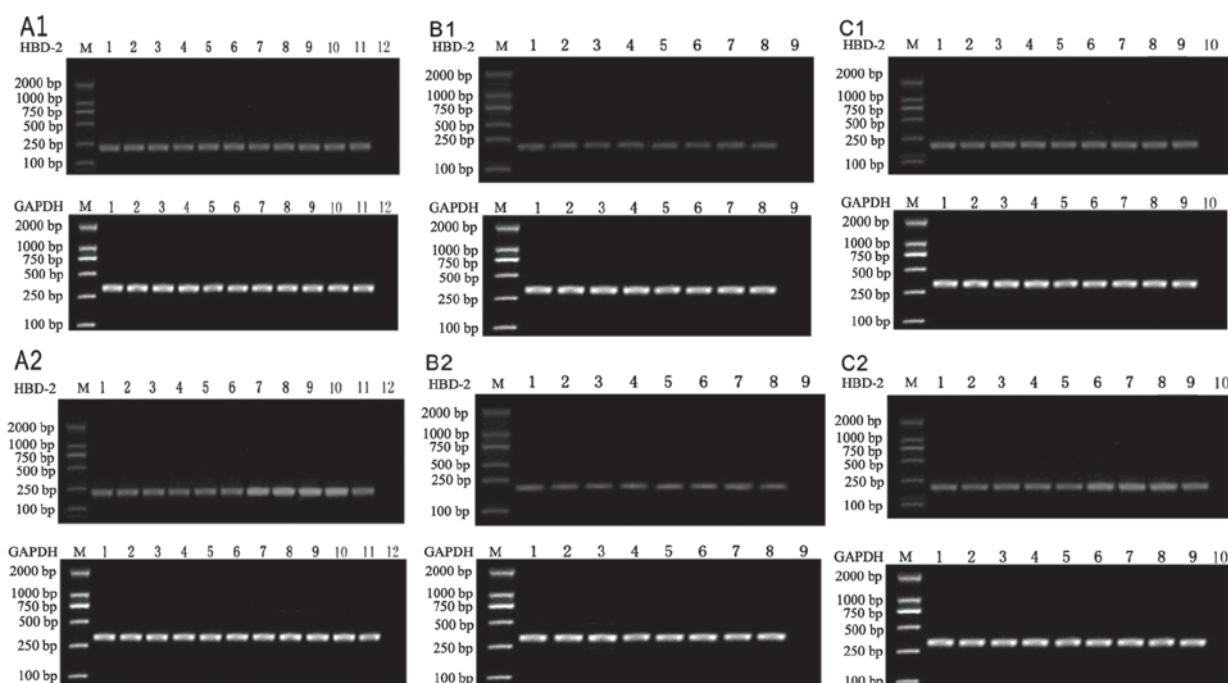 A1
HBD-2 M 1 2 3 4 5 6 7 8 9 10 11 12
2000 bp
1000 bp
750 bp
500 bp
250 bp
100 bp
GAPDH M 1 2 3 4 5 6 7 8 9 10 11 12
2000 bp
1000 bp
750 bp
500 bp
250 bp
100 bp
B1
HBD-2 M 1 2 3 4 5 6 7 8 9
2000 bp
1000 bp
750 bp
500 bp
250 bp
100 bp
GAPDH M 1 2 3 4 5 6 7 8 9
2000 bp
1000 bp
750 bp
500 bp
250 bp
100 bp
C1
HBD-2 M 1 2 3 4 5 6 7 8 9 10
2000 bp
1000 bp
750 bp
500 bp
250 bp
100 bp
GAPDH M 1 2 3 4 5 6 7 8 9 10
2000 bp
1000 bp
750 bp
500 bp
250 bp
100 bp
A2
HBD-2 M 1 2 3 4 5 6 7 8 9 10 11 12
2000 bp
1000 bp
750 bp
500 bp
250 bp
100 bp
GAPDH M 1 2 3 4 5 6 7 8 9 10 11 12
2000 bp
1000 bp
750 bp
500 bp
250 bp
100 bp
B2
HBD-2 M 1 2 3 4 5 6 7 8 9
2000 bp
1000 bp
750 bp
500 bp
250 bp
100 bp
GAPDH M 1 2 3 4 5 6 7 8 9
2000 bp
1000 bp
750 bp
500 bp
250 bp
100 bp
C2
HBD-2 M 1 2 3 4 5 6 7 8 9 10
2000 bp
1000 bp
750 bp
500 bp
250 bp
100 bp
GAPDH M 1 2 3 4 5 6 7 8 9 10
2000 bp
1000 bp
750 bp
500 bp
250 bp
100 bp